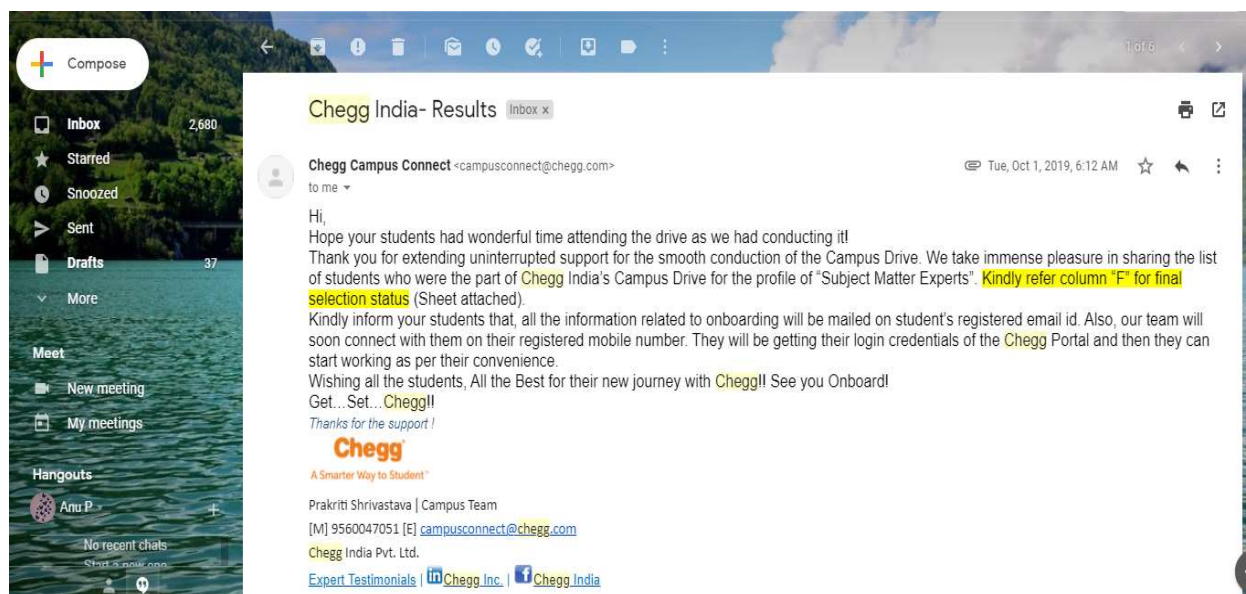 Compose
1 of 6
Inbox 2,680
Starred
Snoozed
Sent
Drafts 37
More
Meet
New meeting
My meetings
Hangouts
Anu P
No recent chats
Start a new one
Chegg India- Results Inbox x
Chegg Campus Connect <campusconnect@chegg.com> Tue, Oct 1, 2019, 6:12 AM
to me
Hi,
Hope your students had wonderful time attending the drive as we had conducting it!
Thank you for extending uninterrupted support for the smooth conduction of the Campus Drive. We take immense pleasure in sharing the list
of students who were the part of Chegg India's Campus Drive for the profile of “Subject Matter Experts”. Kindly refer column “F” for final
selection status (Sheet attached).
Kindly inform your students that, all the information related to onboarding will be mailed on student's registered email id. Also, our team will
soon connect with them on their registered mobile number. They will be getting their login credentials of the Chegg Portal and then they can
start working as per their convenience.
Wishing all the students, All the Best for their new journey with Chegg!! See you Onboard!
Get…Set…Chegg!!
Thanks for the support !
Chegg
A Smarter Way to Student™
Prakriti Shrivastava | Campus Team
[M] 9560047051 [E] campusconnect@chegg.com
Chegg India Pvt. Ltd.
Expert Testimonials | in Chegg Inc. | f Chegg India